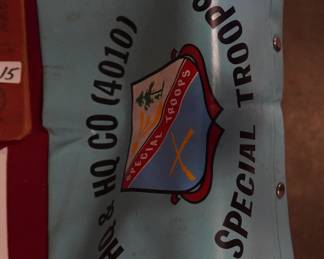 HQ & HQ CO (4010)
SPECIAL TROOPS
SPECIAL TROOPS
15